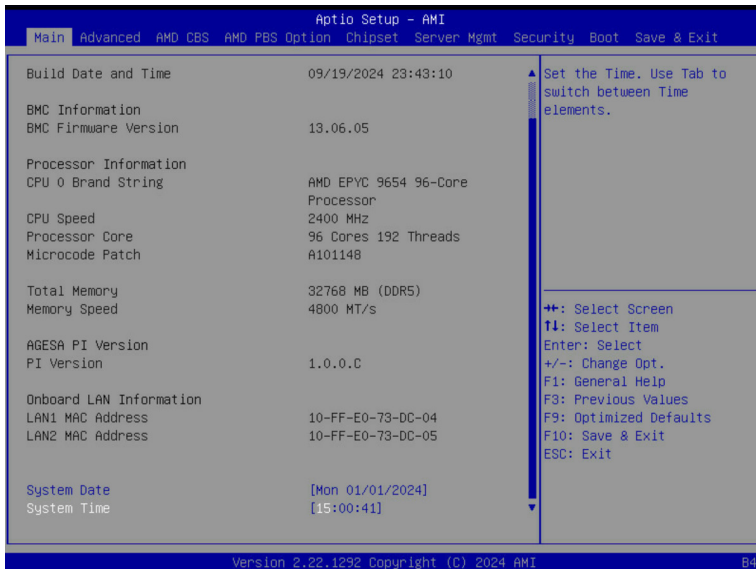 Aptio Setup – AMI
Main Advanced AMD CBS AMD PBS Option Chipset Server Mgmt Security Boot Save & Exit
Build Date and Time 09/19/2024 23:43:10
BMC Information
BMC Firmware Version 13.06.05
Processor Information
CPU 0 Brand String AMD EPYC 9654 96-Core
Processor
CPU Speed 2400 MHz
Processor Core 96 Cores 192 Threads
Microcode Patch A101148
Total Memory 32768 MB (DDR5)
Memory Speed 4800 MT/s
AGESA PI Version
PI Version 1.0.0.C
Onboard LAN Information
LAN1 MAC Address 10-FF-E0-73-DC-04
LAN2 MAC Address 10-FF-E0-73-DC-05
System Date [Mon 01/01/2024]
System Time [15:00:41]
Set the Time. Use Tab to
switch between Time
elements.
→←: Select Screen
↑↓: Select Item
Enter: Select
+/-: Change Opt.
F1: General Help
F3: Previous Values
F9: Optimized Defaults
F10: Save & Exit
ESC: Exit
Version 2.22.1292 Copyright (C) 2024 AMI
B4